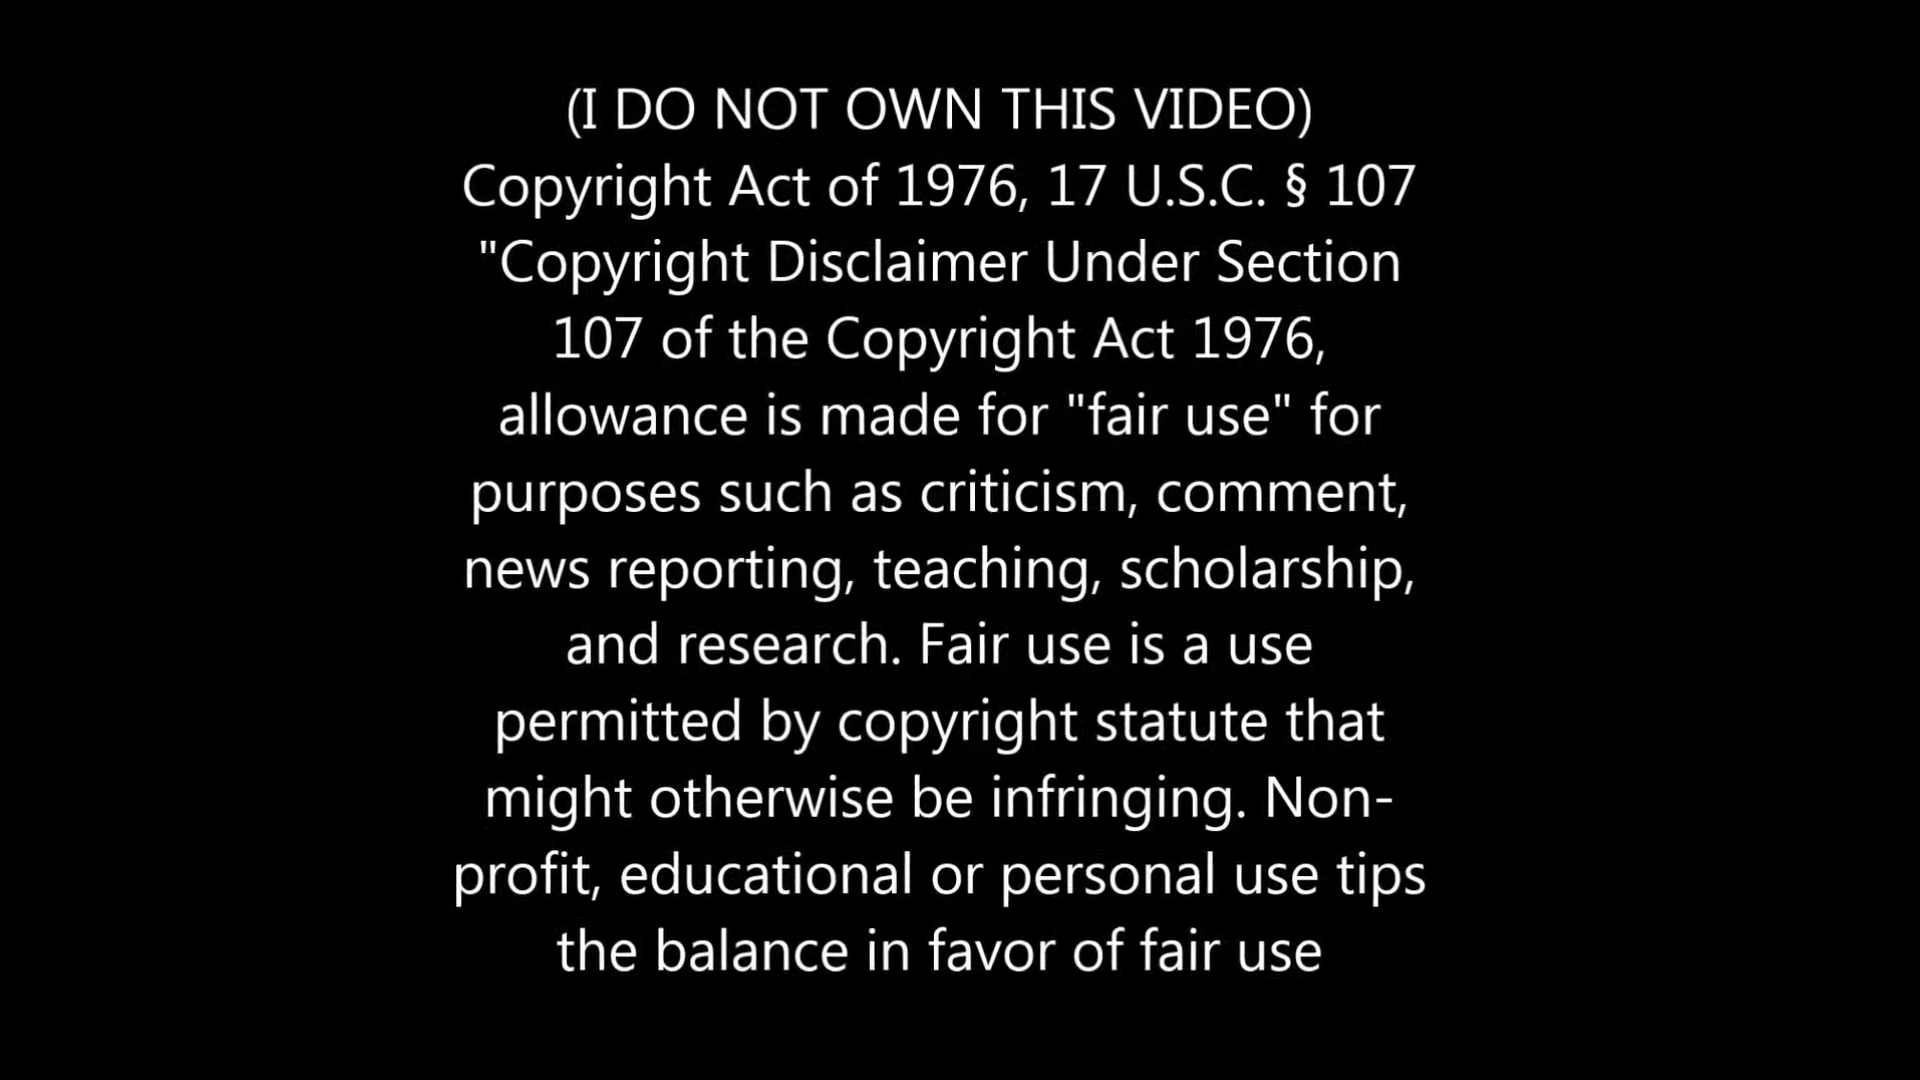 (I DO NOT OWN THIS VIDEO)
Copyright Act of 1976, 17 U.S.C. § 107
"Copyright Disclaimer Under Section
107 of the Copyright Act 1976,
allowance is made for "fair use" for
purposes such as criticism, comment,
news reporting, teaching, scholarship,
and research. Fair use is a use
permitted by copyright statute that
might otherwise be infringing. Non-
profit, educational or personal use tips
the balance in favor of fair use